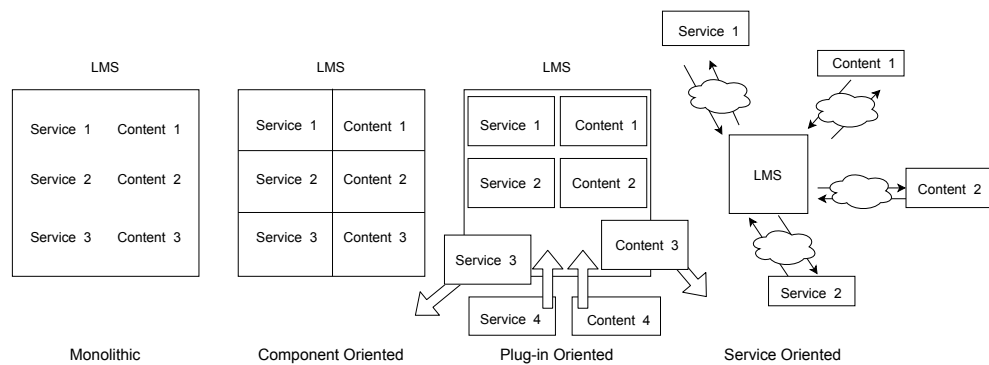 LMS
Service 1 Content 1
Service 2 Content 2
Service 3 Content 3
Monolithic
LMS
Service 1 Content 1
Service 2 Content 2
Service 3 Content 3
Component Oriented
LMS
Service 1 Content 1
Service 2 Content 2
Service 3 Content 3
Service 4 Content 4
Plug-in Oriented
Service 1
Content 1
LMS
Content 2
Service 2
Service Oriented